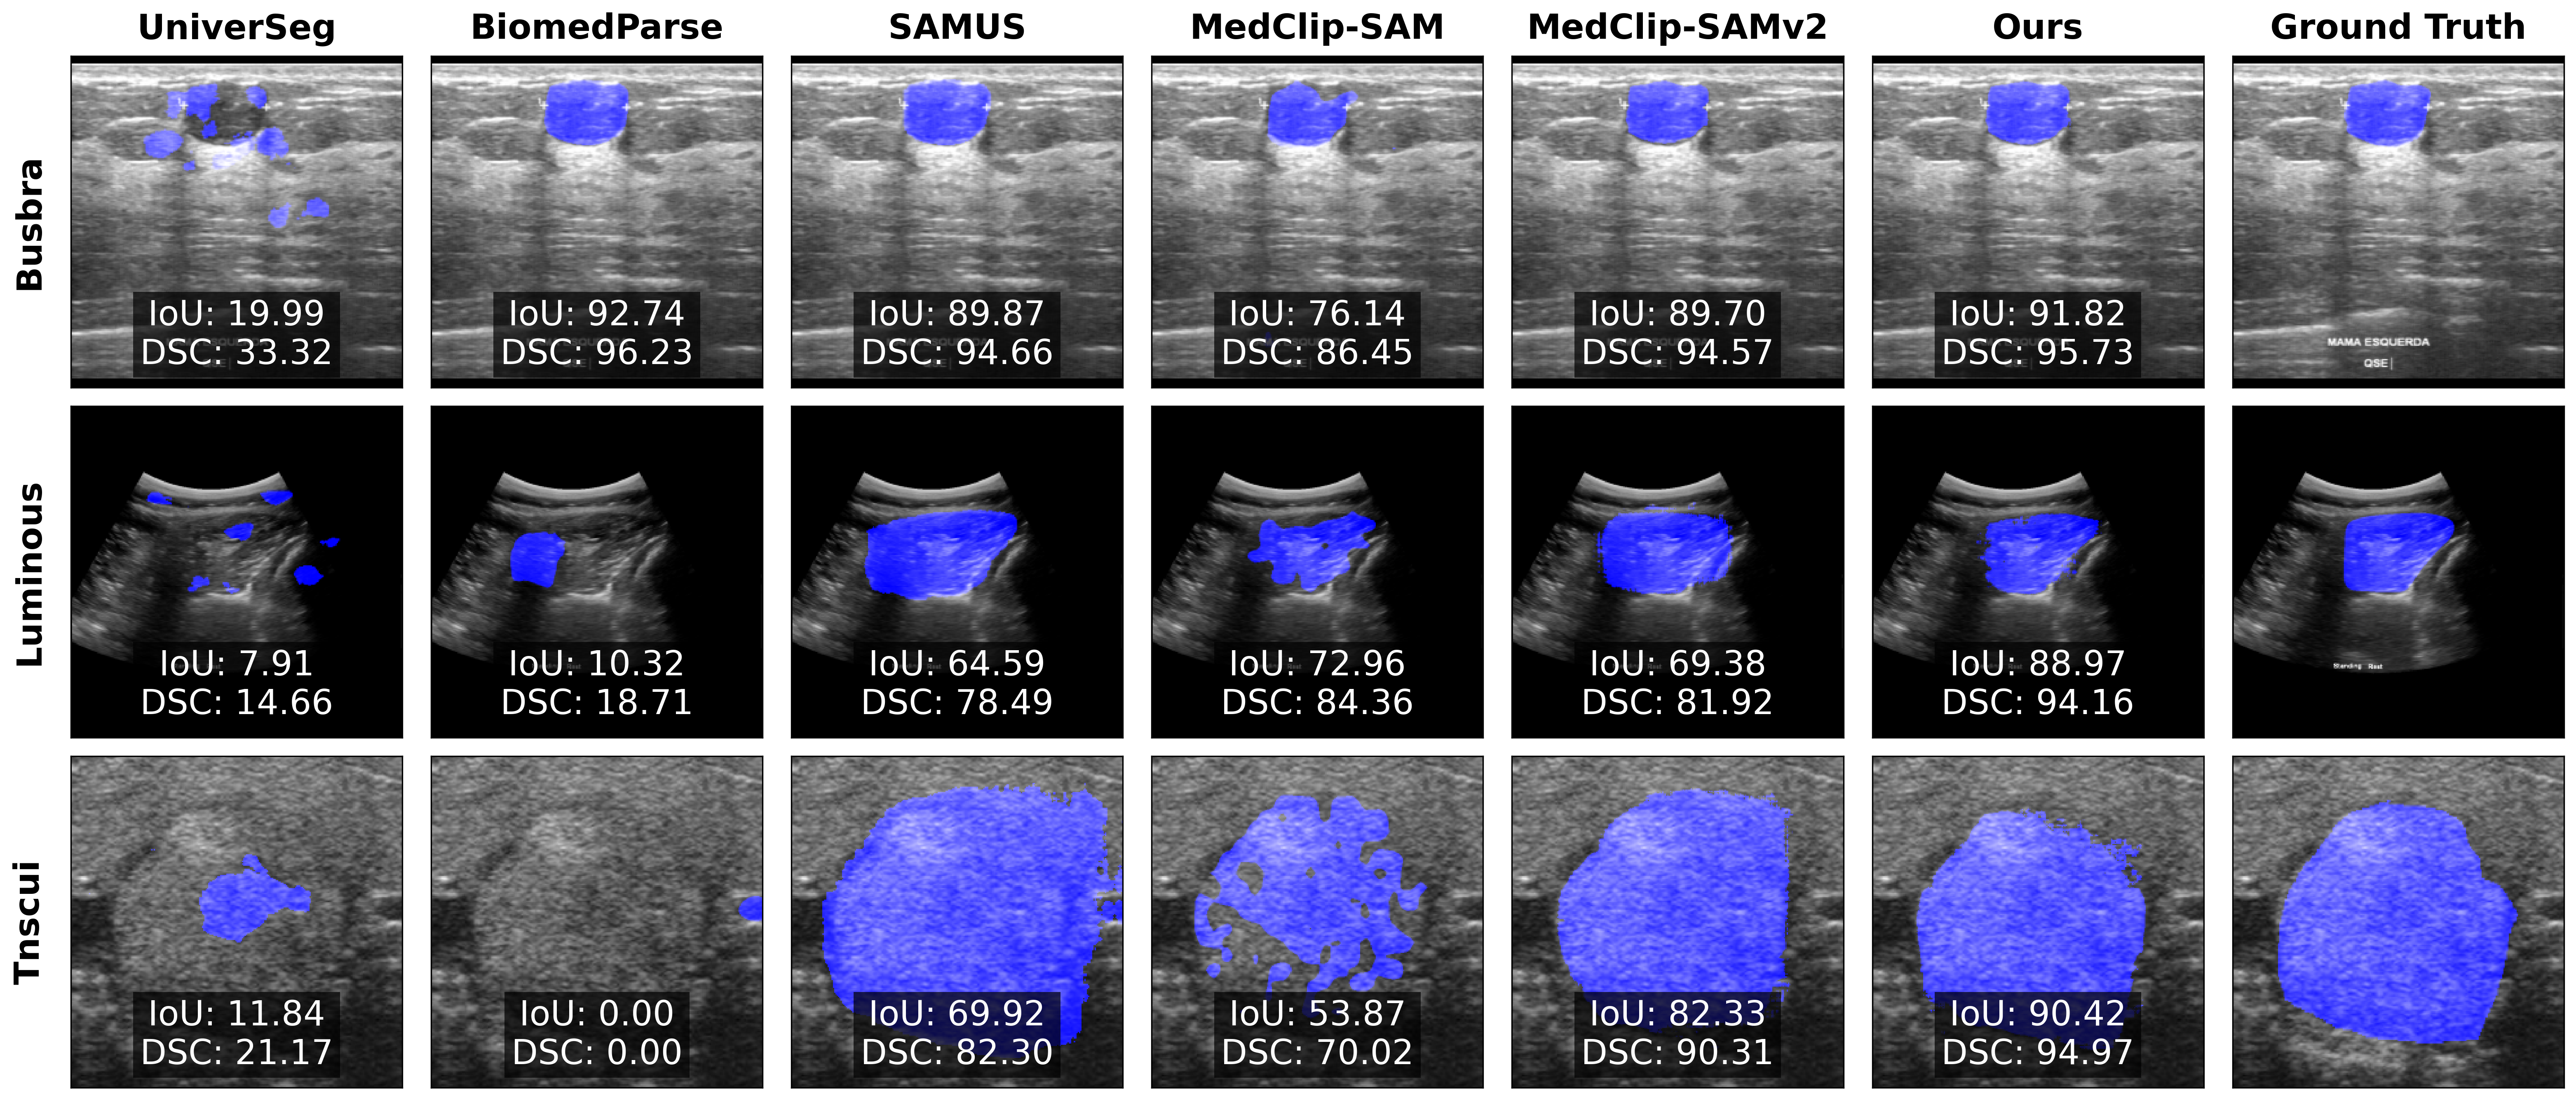 UniverSeg BiomedParse SAMUS MedClip-SAM MedClip-SAMv2 Ours Ground Truth
Busbra
IoU: 19.99
DSC: 33.32
IoU: 92.74
DSC: 96.23
IoU: 89.87
DSC: 94.66
IoU: 76.14
DSC: 86.45
IoU: 89.70
DSC: 94.57
IoU: 91.82
DSC: 95.73
MAMA ESQUERDA
QSE
Luminous
IoU: 7.91
DSC: 14.66
IoU: 10.32
DSC: 18.71
IoU: 64.59
DSC: 78.49
IoU: 72.96
DSC: 84.36
IoU: 69.38
DSC: 81.92
IoU: 88.97
DSC: 94.16
Standing Rest
Tnscui
IoU: 11.84
DSC: 21.17
IoU: 0.00
DSC: 0.00
IoU: 69.92
DSC: 82.30
IoU: 53.87
DSC: 70.02
IoU: 82.33
DSC: 90.31
IoU: 90.42
DSC: 94.97